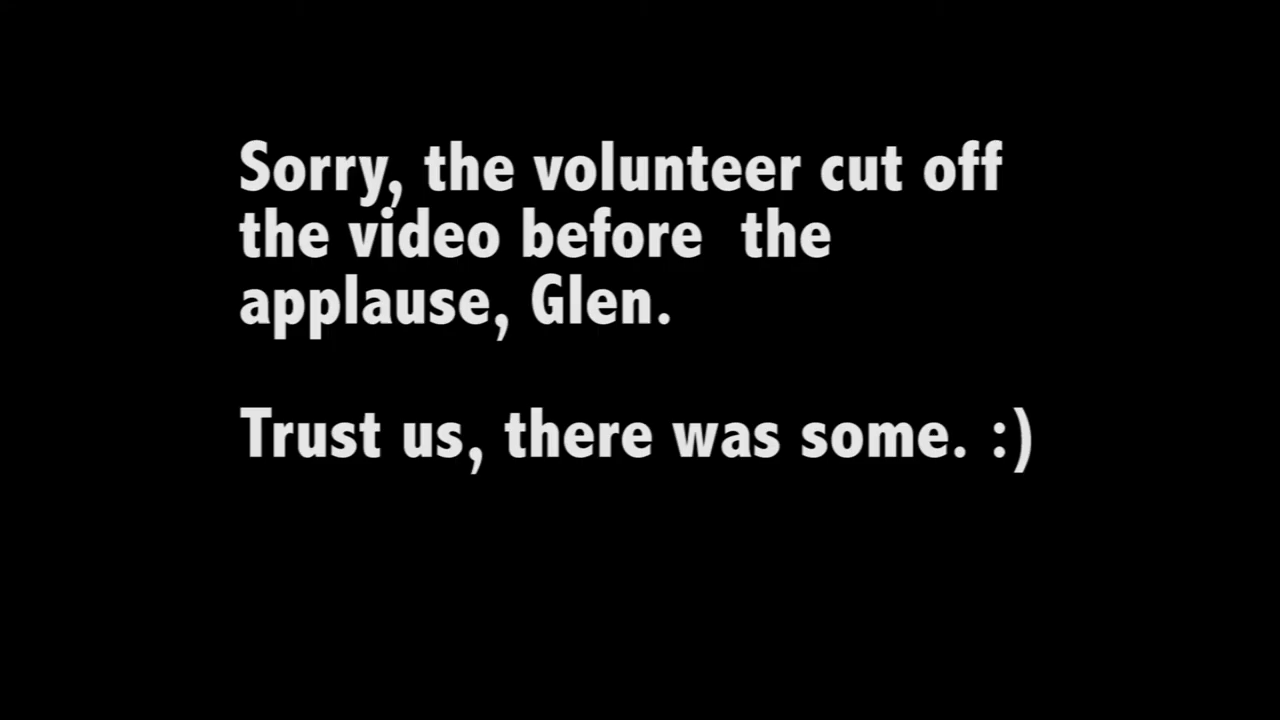 Sorry, the volunteer cut off
the video before  the
applause, Glen.
Trust us, there was some. :)